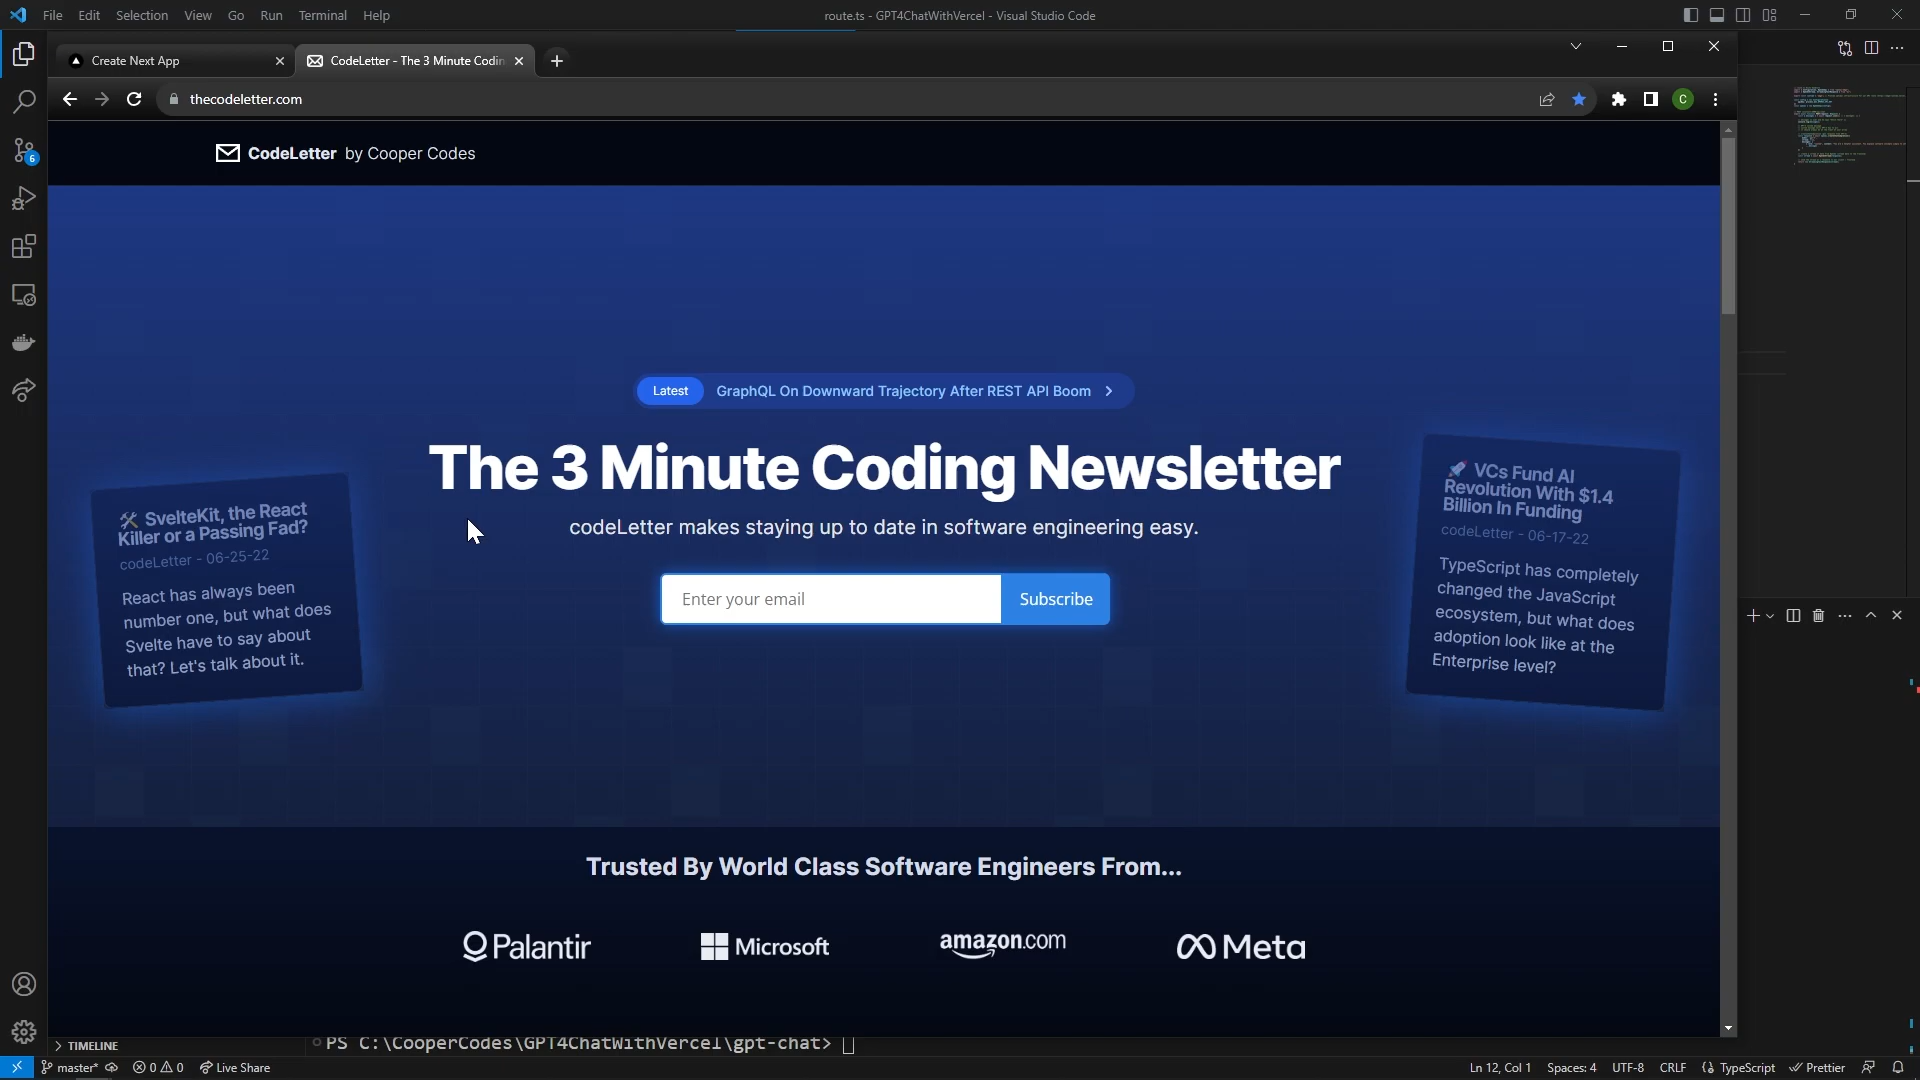 File Edit Selection View Go Run Terminal Help
route.ts - GPT4ChatWithVercel - Visual Studio Code
Create Next App
CodeLetter - The 3 Minute Codin
thecodeletter.com
C
CodeLetter by Cooper Codes
Latest GraphQL On Downward Trajectory After REST API Boom
The 3 Minute Coding Newsletter
codeLetter makes staying up to date in software engineering easy.
Enter your email
Subscribe
SvelteKit, the React
Killer or a Passing Fad?
codeLetter - 06-25-22
React has always been
number one, but what does
Svelte have to say about
that? Let's talk about it.
VCs Fund AI
Revolution With $1.4
Billion In Funding
codeLetter - 06-17-22
TypeScript has completely
changed the JavaScript
ecosystem, but what does
adoption look like at the
Enterprise level?
Trusted By World Class Software Engineers From...
Palantir
Microsoft
amazon.com
Meta
6
TIMELINE
PS C:\CooperCodes\GPT4ChatWithVercel\gpt-chat>
master* 0 0 Live Share
Ln 12, Col 1 Spaces: 4 UTF-8 CRLF TypeScript Prettier